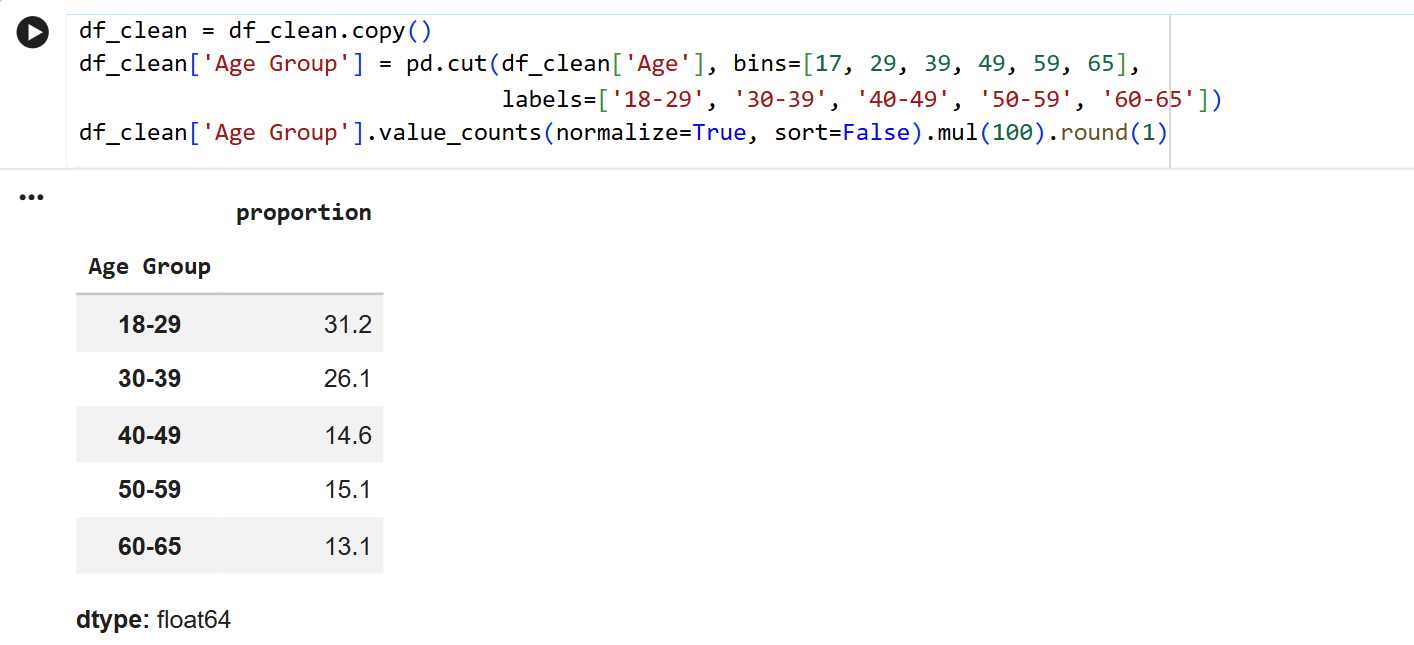 df_clean = df_clean.copy()
df_clean['Age Group'] = pd.cut(df_clean['Age'], bins=[17, 29, 39, 49, 59, 65],
labels=['18-29', '30-39', '40-49', '50-59', '60-65'])
df_clean['Age Group'].value_counts(normalize=True, sort=False).mul(100).round(1)
proportion
Age Group
18-29 31.2
30-39 26.1
40-49 14.6
50-59 15.1
60-65 13.1
dtype: float64